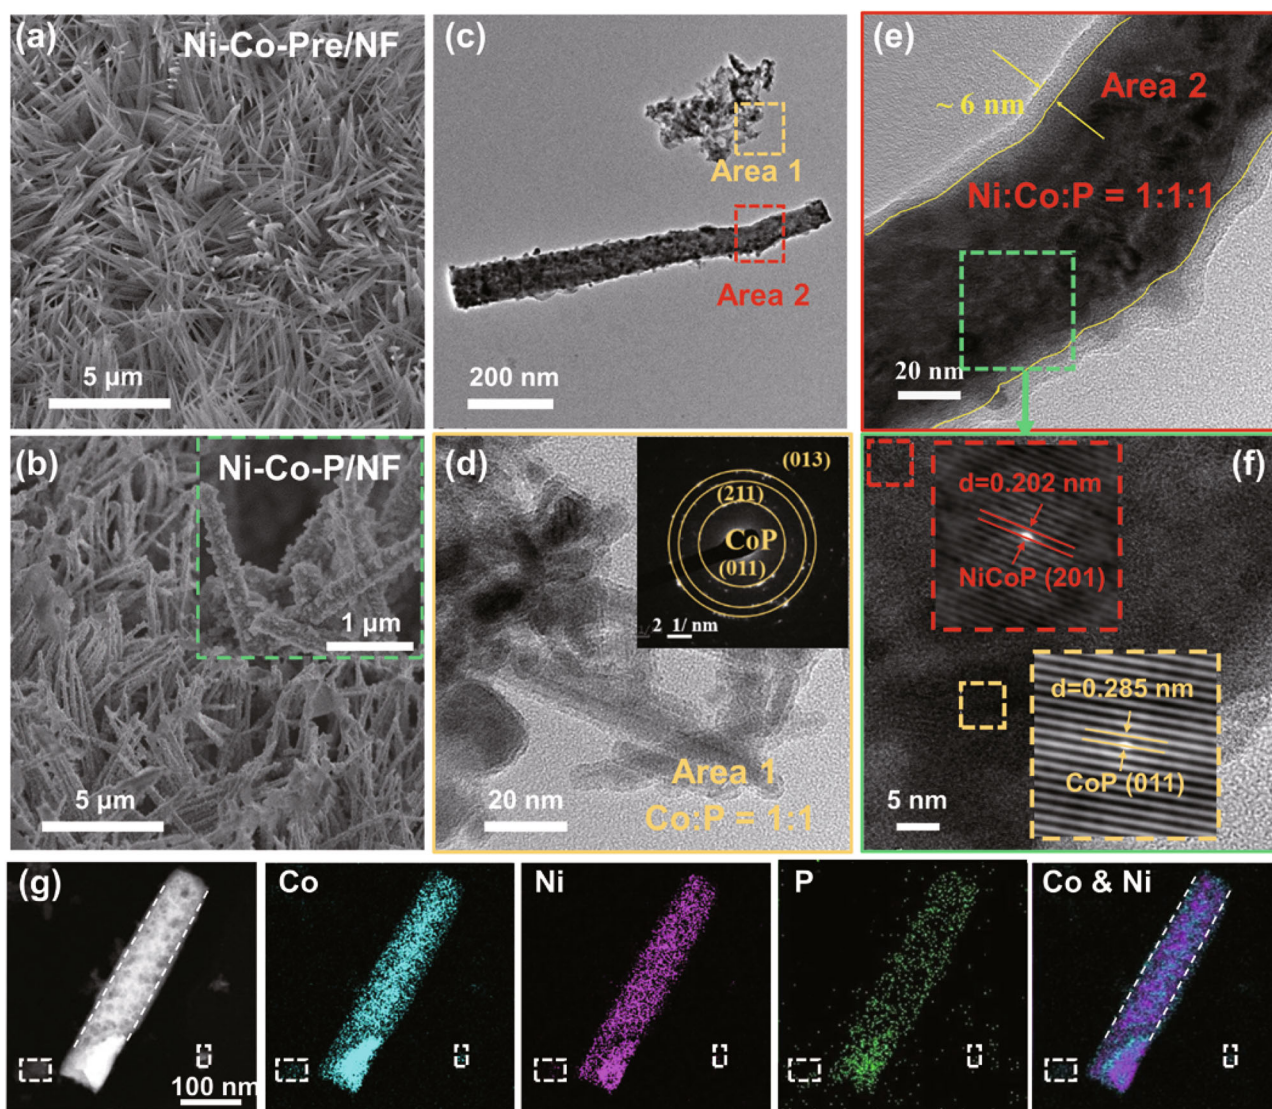 (a)
Ni-Co-Pre/NF
5 µm
(b)
Ni-Co-P/NF
1 µm
5 µm
(c)
Area 1
Area 2
200 nm
(d)
(013)
(211)
CoP
(011)
2 1/ nm
Area 1
Co:P = 1:1
20 nm
(e)
Area 2
~ 6 nm
Ni:Co:P = 1:1:1
20 nm
(f)
d=0.202 nm
NiCoP (201)
d=0.285 nm
CoP (011)
5 nm
(g)
100 nm
Co
Ni
P
Co & Ni